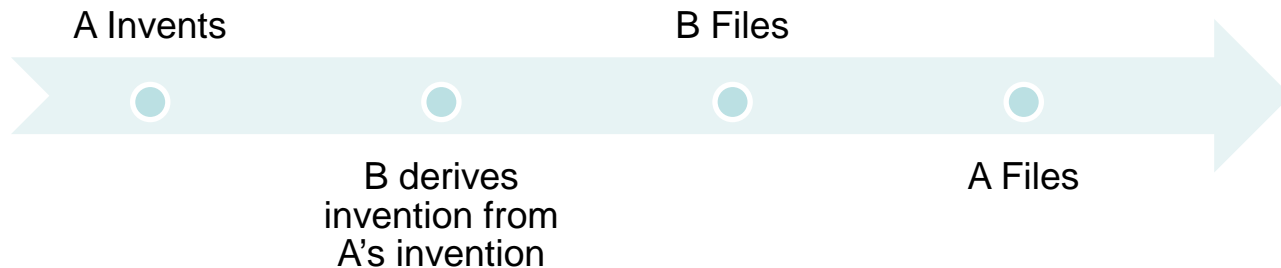 A Invents
B Files
B derives
invention from
A's invention
A Files